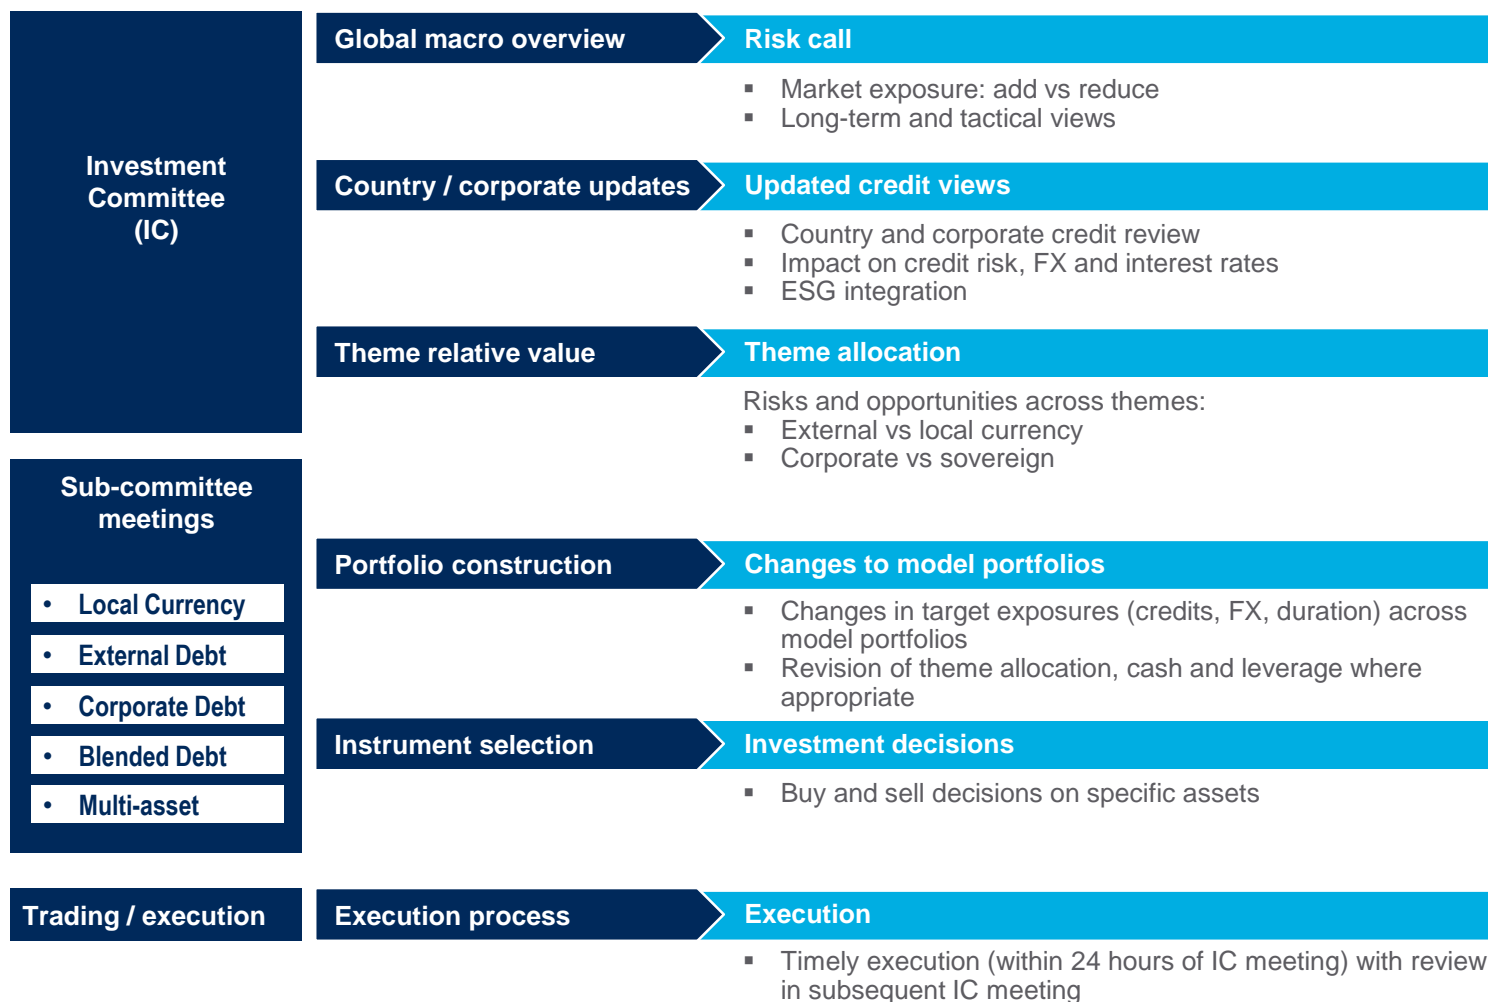 Investment
Committee
(IC)
Global macro overview
Risk call
▪ Market exposure: add vs reduce
▪ Long-term and tactical views
Country / corporate updates
Updated credit views
▪ Country and corporate credit review
▪ Impact on credit risk, FX and interest rates
▪ ESG integration
Theme relative value
Theme allocation
Risks and opportunities across themes:
▪ External vs local currency
▪ Corporate vs sovereign
Sub-committee
meetings
• Local Currency
• External Debt
• Corporate Debt
• Blended Debt
• Multi-asset
Portfolio construction
Changes to model portfolios
▪ Changes in target exposures (credits, FX, duration) across
model portfolios
▪ Revision of theme allocation, cash and leverage where
appropriate
Instrument selection
Investment decisions
▪ Buy and sell decisions on specific assets
Trading / execution
Execution process
Execution
▪ Timely execution (within 24 hours of IC meeting) with review
in subsequent IC meeting